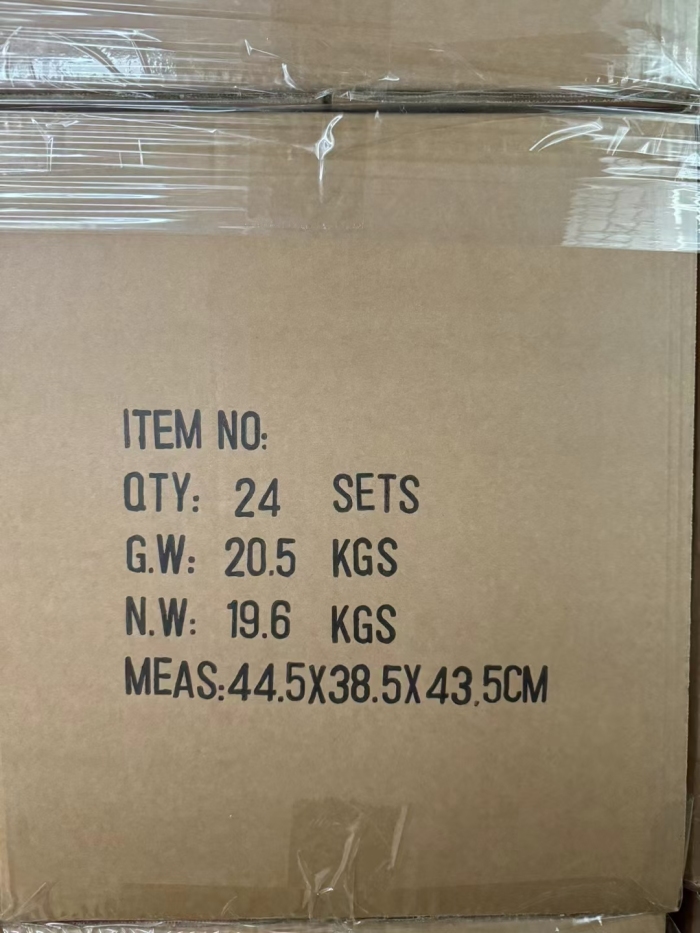 ITEM NO:
QTY: 24 SETS
G.W: 20.5 KGS
N.W: 19.6 KGS
MEAS:44.5X38.5X43.5CM